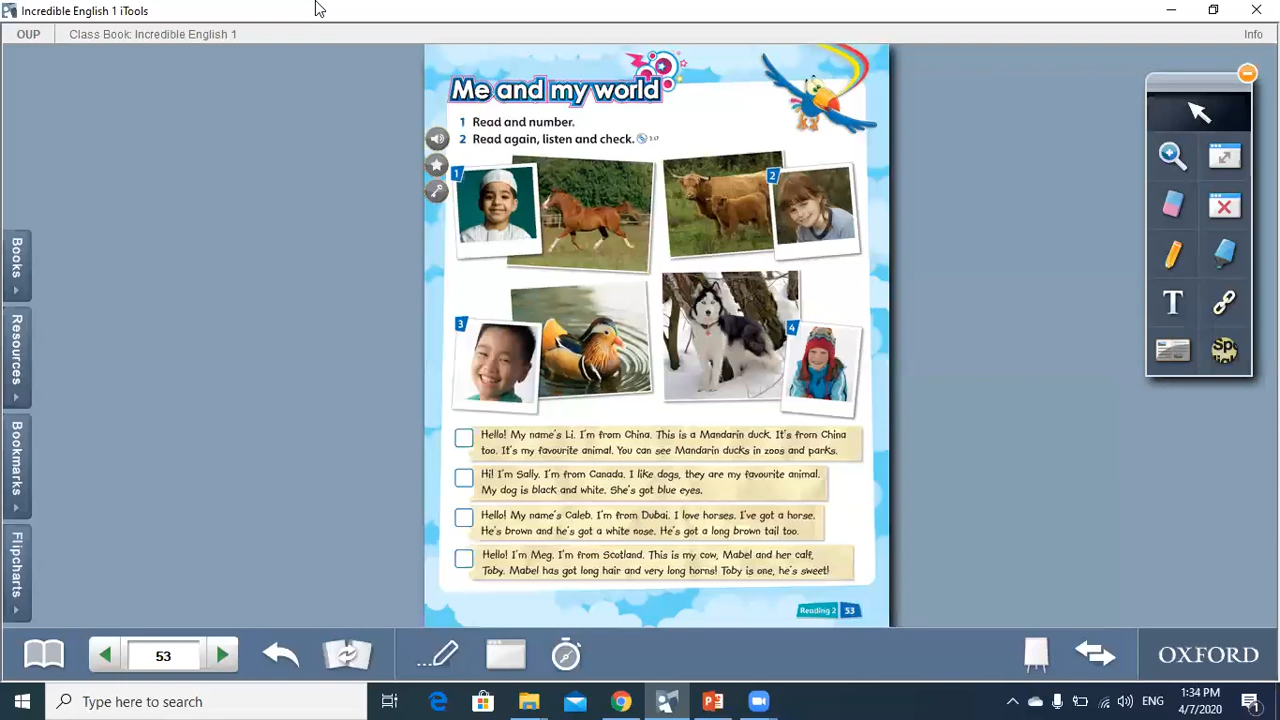 Incredible English 1 iTools
OUP
Class Book: Incredible English 1
Info
Me and my world
1 Read and number.
2 Read again, listen and check.
1
2
3
4
Hello! My name's Li. I'm from China. This is a Mandarin duck. It's from China
too. It's my favourite animal. You can see Mandarin ducks in zoos and parks.
Hi! I'm Sally. I'm from Canada. I like dogs, they are my favourite animal.
My dog is black and white. She's got blue eyes.
Hello! My name's Caleb. I'm from Dubai. I love horses. I've got a horse.
He's brown and he's got a white nose. He's got a long brown tail too.
Hello! I'm Meg. I'm from Scotland. This is my cow, Mabel and her calf,
Toby. Mabel has got long hair and very long horns! Toby is one, he's sweet!
Reading 2 53
Books
Resources
Bookmarks
Flipcharts
T
53
OXFORD
Type here to search
ENG
1:34 PM
4/7/2020
1